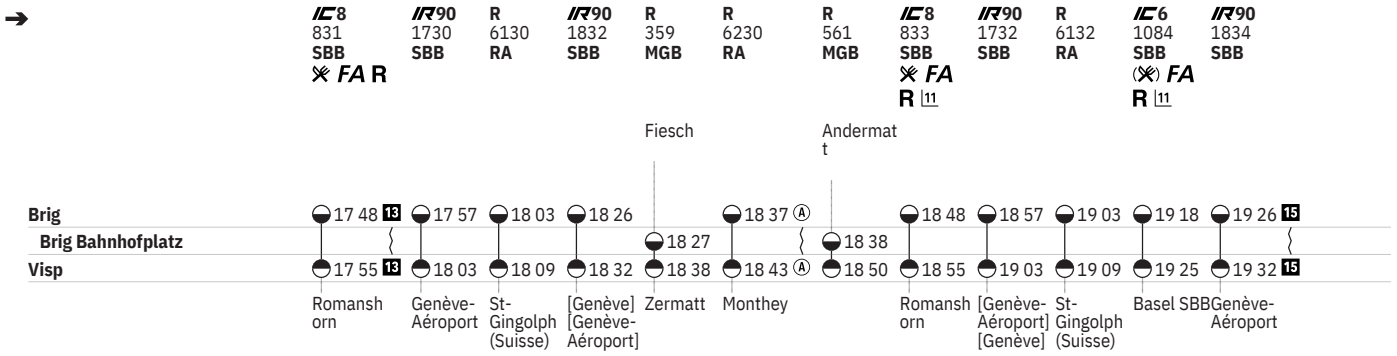 IC8 IR90 R IR90 R R R IC8 IR90 R IC6 IR90
831 1730 6130 1832 359 6230 561 833 1732 6132 1084 1834
SBB SBB RA SBB MGB RA MGB SBB SBB RA SBB SBB
FA R FA FA
R 11 R 11
Fiesch Andermat
t
Brig 17 48 13 17 57 18 03 18 26 18 37 A 18 48 18 57 19 03 19 18 19 26 15
Brig Bahnhofplatz 18 27 18 38
Visp 17 55 13 18 03 18 09 18 32 18 38 18 43 A 18 50 18 55 19 03 19 09 19 25 19 32 15
Romansh Genève- St- [Genève] Zermatt Monthey Romansh [Genève- St- Basel SBB Genève-
orn Aéroport Gingolph [Genève- orn Aéroport] Gingolph Aéroport
(Suisse) Aéroport] [Genève] (Suisse)